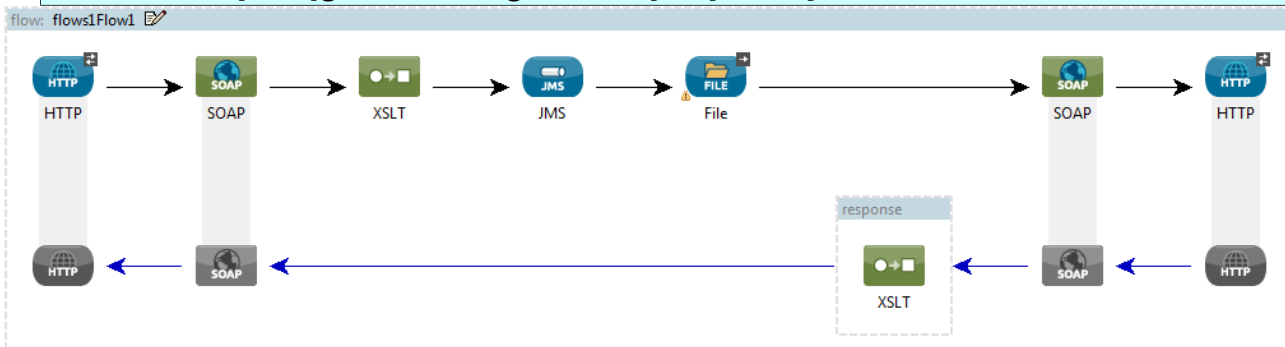 flow: flows1Flow1
HTTP SOAP JMS FILE SOAP HTTP
HTTP SOAP XSLT JMS File SOAP HTTP
response
HTTP SOAP SOAP HTTP
XSLT